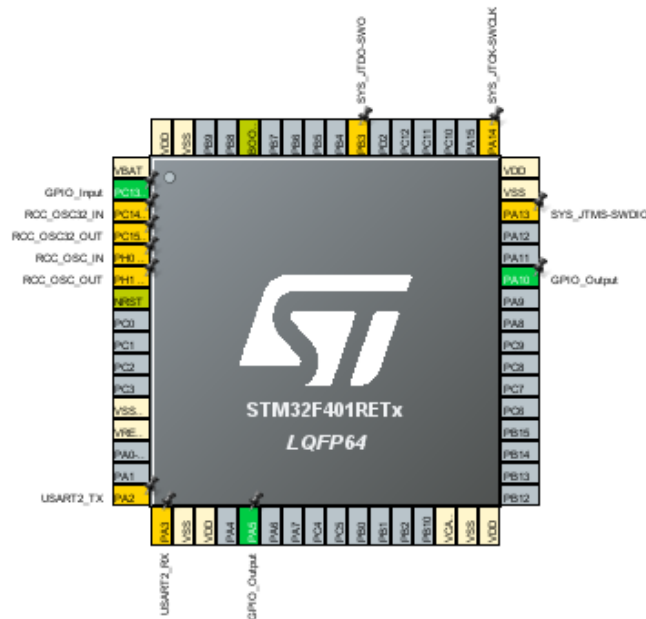 SYS_JTDO-SWO
SYS_JTCK-SWCLK
VDD
VSS
PB9
PB8
BOO...
PB7
PB6
PB5
PB4
PB3
PD2
PC12
PC11
PC10
PA15
PA14
VBAT
GPIO_Input PC13..
RCC_OSC32_IN PC14..
RCC_OSC32_OUT PC15..
RCC_OSC_IN PH0...
RCC_OSC_OUT PH1...
NRST
PC0
PC1
PC2
PC3
VSS..
VRE..
PA0-..
PA1
USART2_TX PA2
VDD
VSS
PA13 SYS_JTMS-SWDIO
PA12
PA11
PA10 GPIO_Output
PA9
PA8
PC9
PC8
PC7
PC6
PB15
PB14
PB13
PB12
STM32F401RETx
LQFP64
PA3
VSS
VDD
PA4
PA5
PA6
PA7
PC4
PC5
PB0
PB1
PB2
PB10
VCA..
VSS
VDD
USART2_RX
GPIO_Output